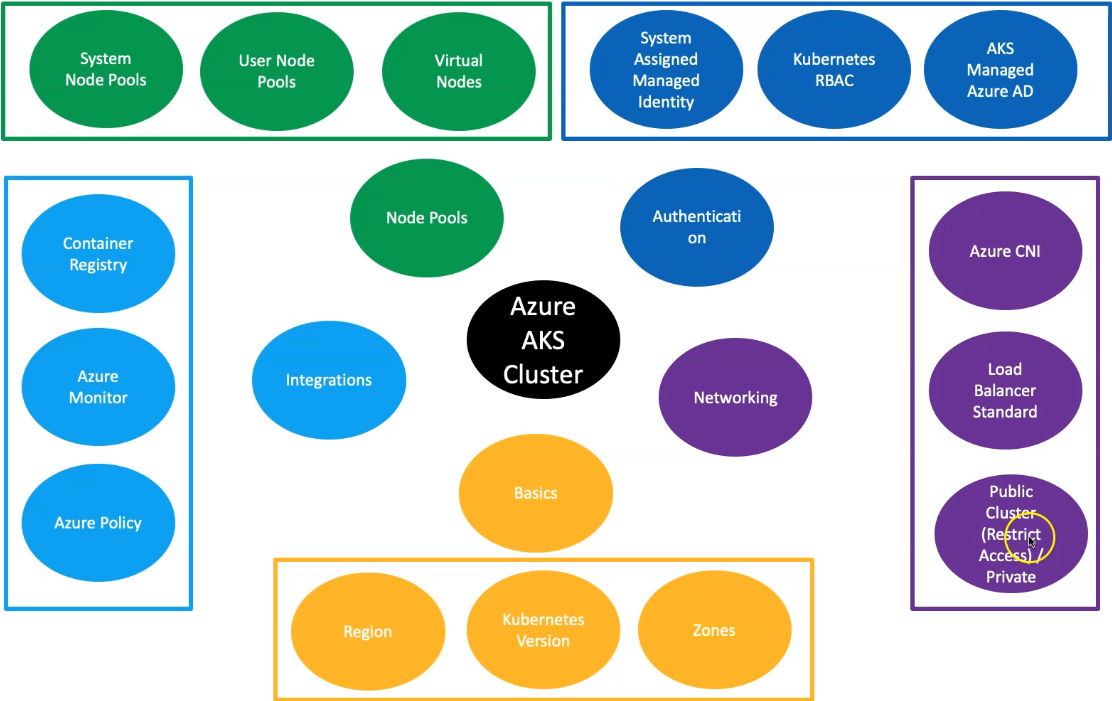 System
Node Pools
User Node
Pools
Virtual
Nodes
System
Assigned
Managed
Identity
Kubernetes
RBAC
AKS
Managed
Azure AD
Node Pools
Authenticati
on
Container
Registry
Azure
Monitor
Azure Policy
Integrations
Azure
AKS
Cluster
Networking
Azure CNI
Load
Balancer
Standard
Public
Cluster
(Restrict
Access) /
Private
Basics
Region
Kubernetes
Version
Zones